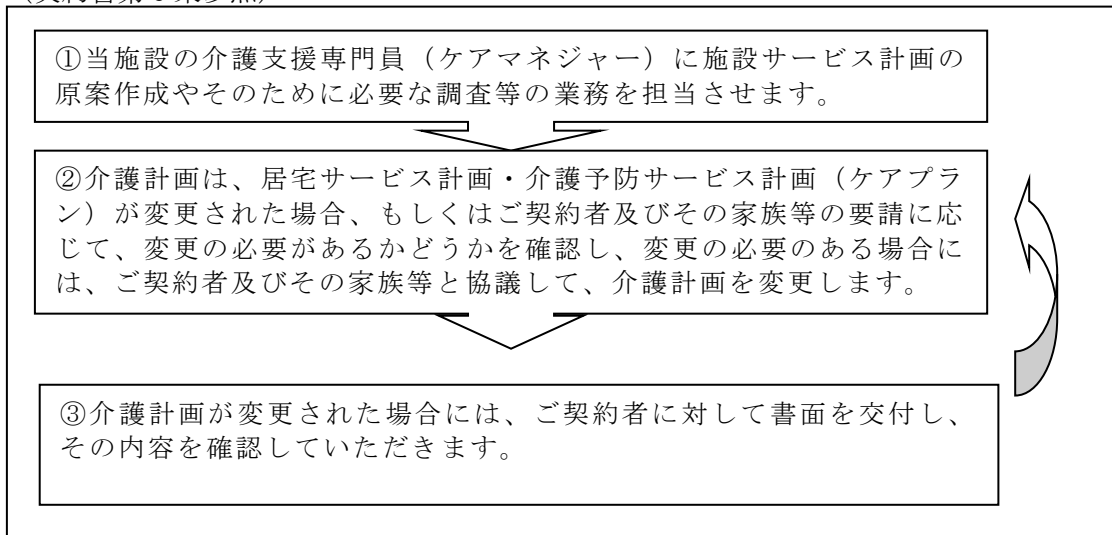 ①当施設の介護支援専門員（ケアマネジャー）に施設サービス計画の
原案作成やそのために必要な調査等の業務を担当させます。
②介護計画は、居宅サービス計画・介護予防サービス計画（ケアプラ
ン）が変更された場合、もしくはご契約者及びその家族等の要請に応
じて、変更の必要があるかどうかを確認し、変更の必要のある場合に
は、ご契約者及びその家族等と協議して、介護計画を変更します。
③介護計画が変更された場合には、ご契約者に対して書面を交付し、
その内容を確認していただきます。